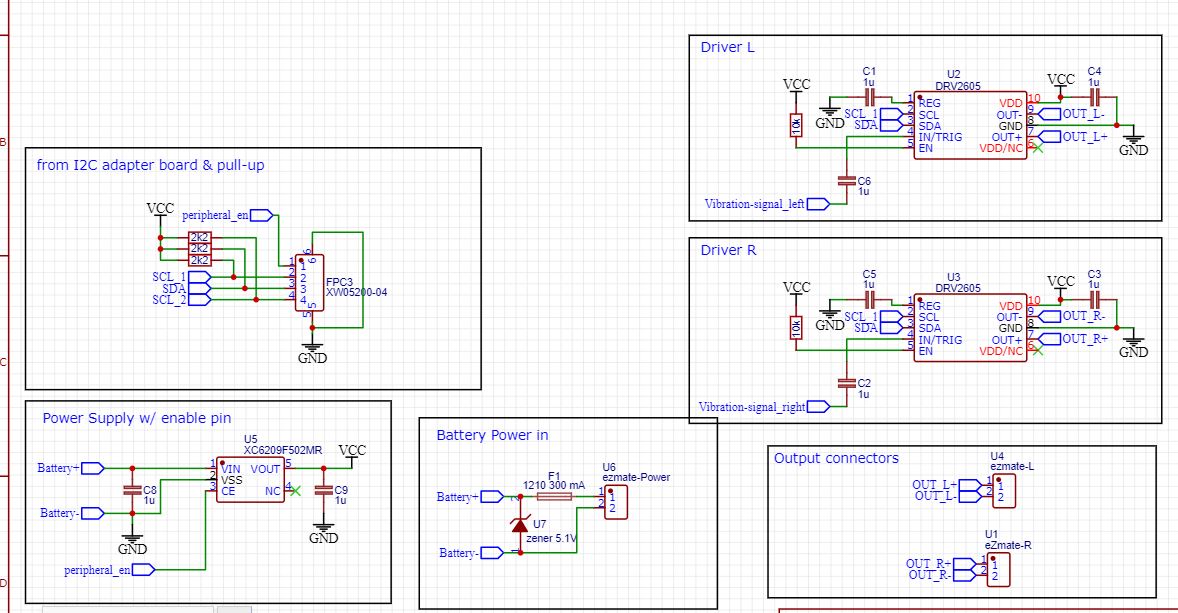 Driver L
VCC
C1
1u
U2
DRV2605
VCC
C4
1u
10k
GND
SCL_1
SDA
1
2
3
4
5
REG
SCL
SDA
IN/TRIG
EN
VDD
OUT-
GND
OUT+
VDD/NC
10
9
8
7
6
OUT_L-
OUT_L+
GND
C6
1u
Vibration-signal_left
B
from I2C adapter board & pull-up
VCC
peripheral_en
2k2
2k2
2k2
SCL_1
SDA
SCL_2
1
2
3
4
1
2
3
4
6
6
5
5
FPC3
XW05200-04
GND
Driver R
VCC
C5
1u
U3
DRV2605
VCC
C3
1u
10k
GND
SCL_1
SDA
1
2
3
4
5
REG
SCL
SDA
IN/TRIG
EN
VDD
OUT-
GND
OUT+
VDD/NC
10
9
8
7
6
OUT_R-
OUT_R+
GND
C2
1u
Vibration-signal_right
C
Power Supply w/ enable pin
U5
XC6209F502MR
VCC
Battery+
1
2
3
VIN
VSS
CE
VOUT
NC
5
4
C8
1u
C9
1u
Battery-
GND
GND
peripheral_en
Battery Power in
F1
1210 300 mA
U6
ezmate-Power
Battery+
2
1
2
1
2
U7
zener 5.1V
Battery-
1
Output connectors
U4
ezmate-L
OUT_L+
OUT_L-
1
2
1
2
U1
eZmate-R
OUT_R+
OUT_R-
1
2
1
2
D